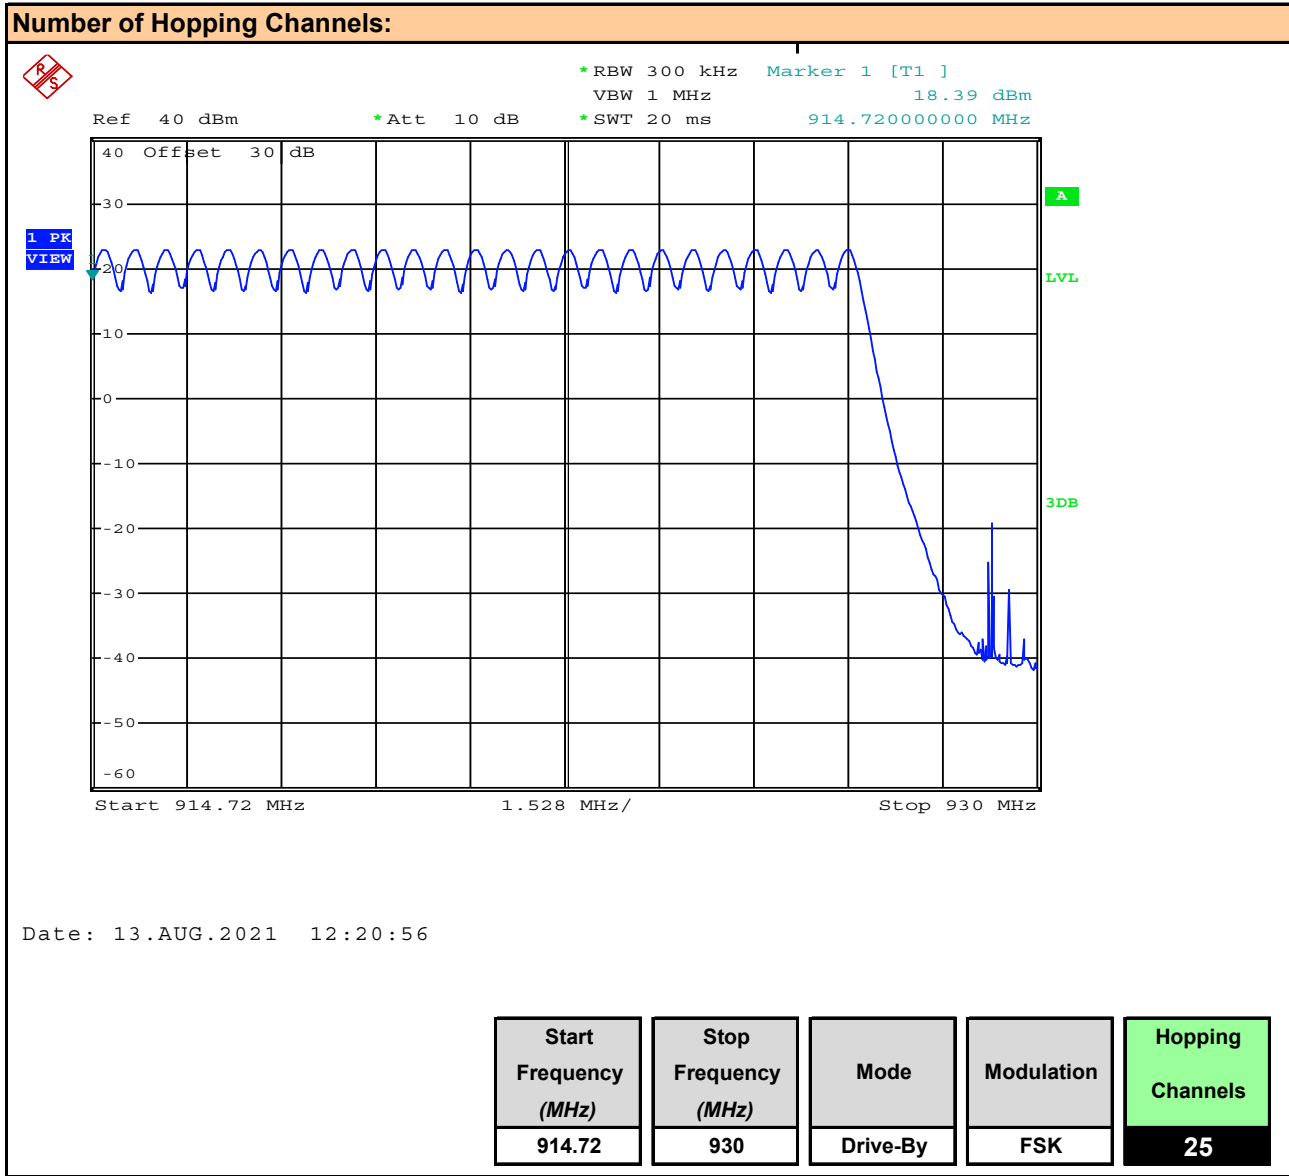 Number of Hopping Channels:
R S
*RBW 300 kHz Marker 1 [T1 ]
VBW 1 MHz 18.39 dBm
Ref 40 dBm *Att 10 dB *SWT 20 ms 914.720000000 MHz
40 Offset 30 dB
A
30
1 PK
VIEW
1
20
LVL
10
0
-10
3DB
-20
-30
-40
-50
-60
Start 914.72 MHz 1.528 MHz/ Stop 930 MHz
Date: 13.AUG.2021 12:20:56
Start Frequency (MHz) Stop Frequency (MHz) Mode Modulation Hopping Channels
914.72 930 Drive-By FSK 25